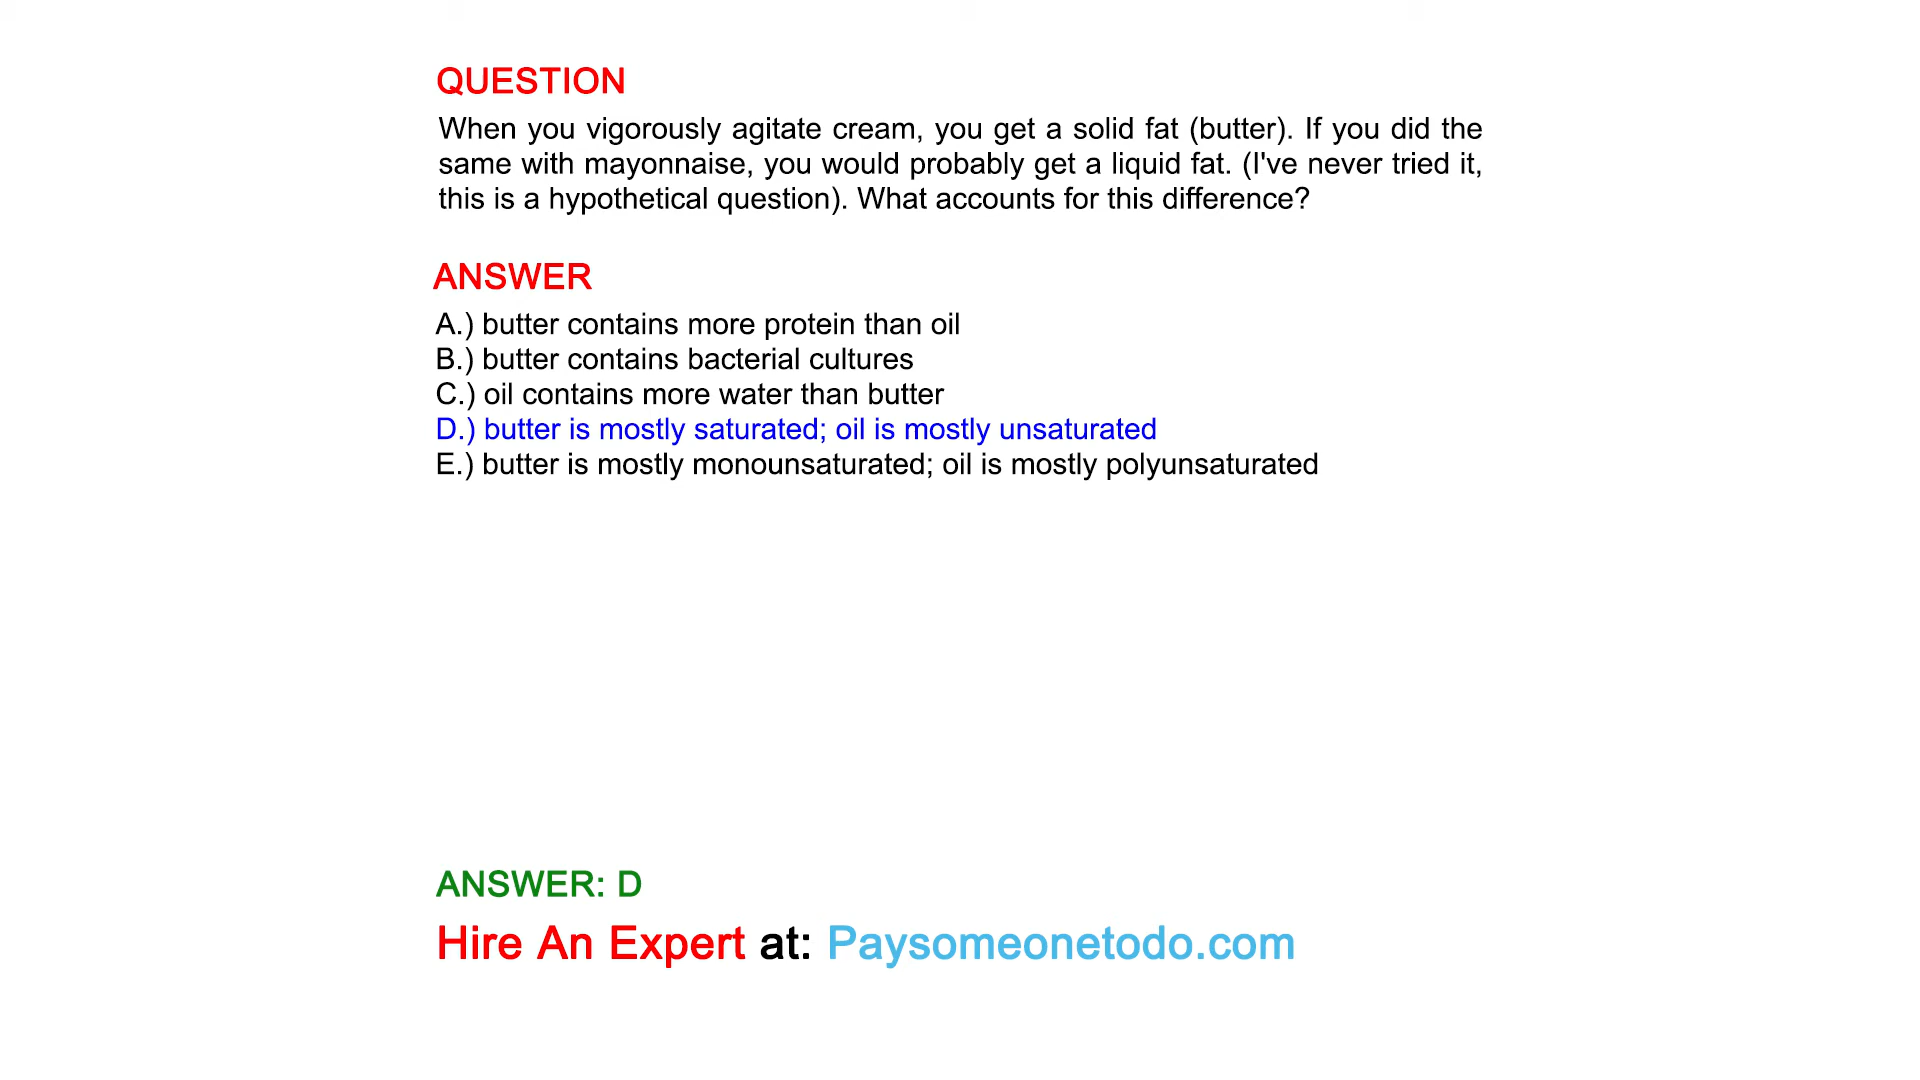 QUESTION
When you vigorously agitate cream, you get a solid fat (butter). If you did the
same with mayonnaise, you would probably get a liquid fat. (I've never tried it,
this is a hypothetical question). What accounts for this difference?
ANSWER
A.) butter contains more protein than oil
B.) butter contains bacterial cultures
C.) oil contains more water than butter
D.) butter is mostly saturated; oil is mostly unsaturated
E.) butter is mostly monounsaturated; oil is mostly polyunsaturated
ANSWER: D
Hire An Expert at: Paysomeonetodo.com